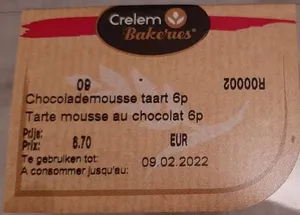 Crelem
Bakeries
09 - R00002
Chocolademousse taart 6p
Tarte mousse au chocolat 6p
Prijs:
Prix: 8.70 EUR
Te gebruiken tot: 09.02.2022
A consommer jusqu'au: